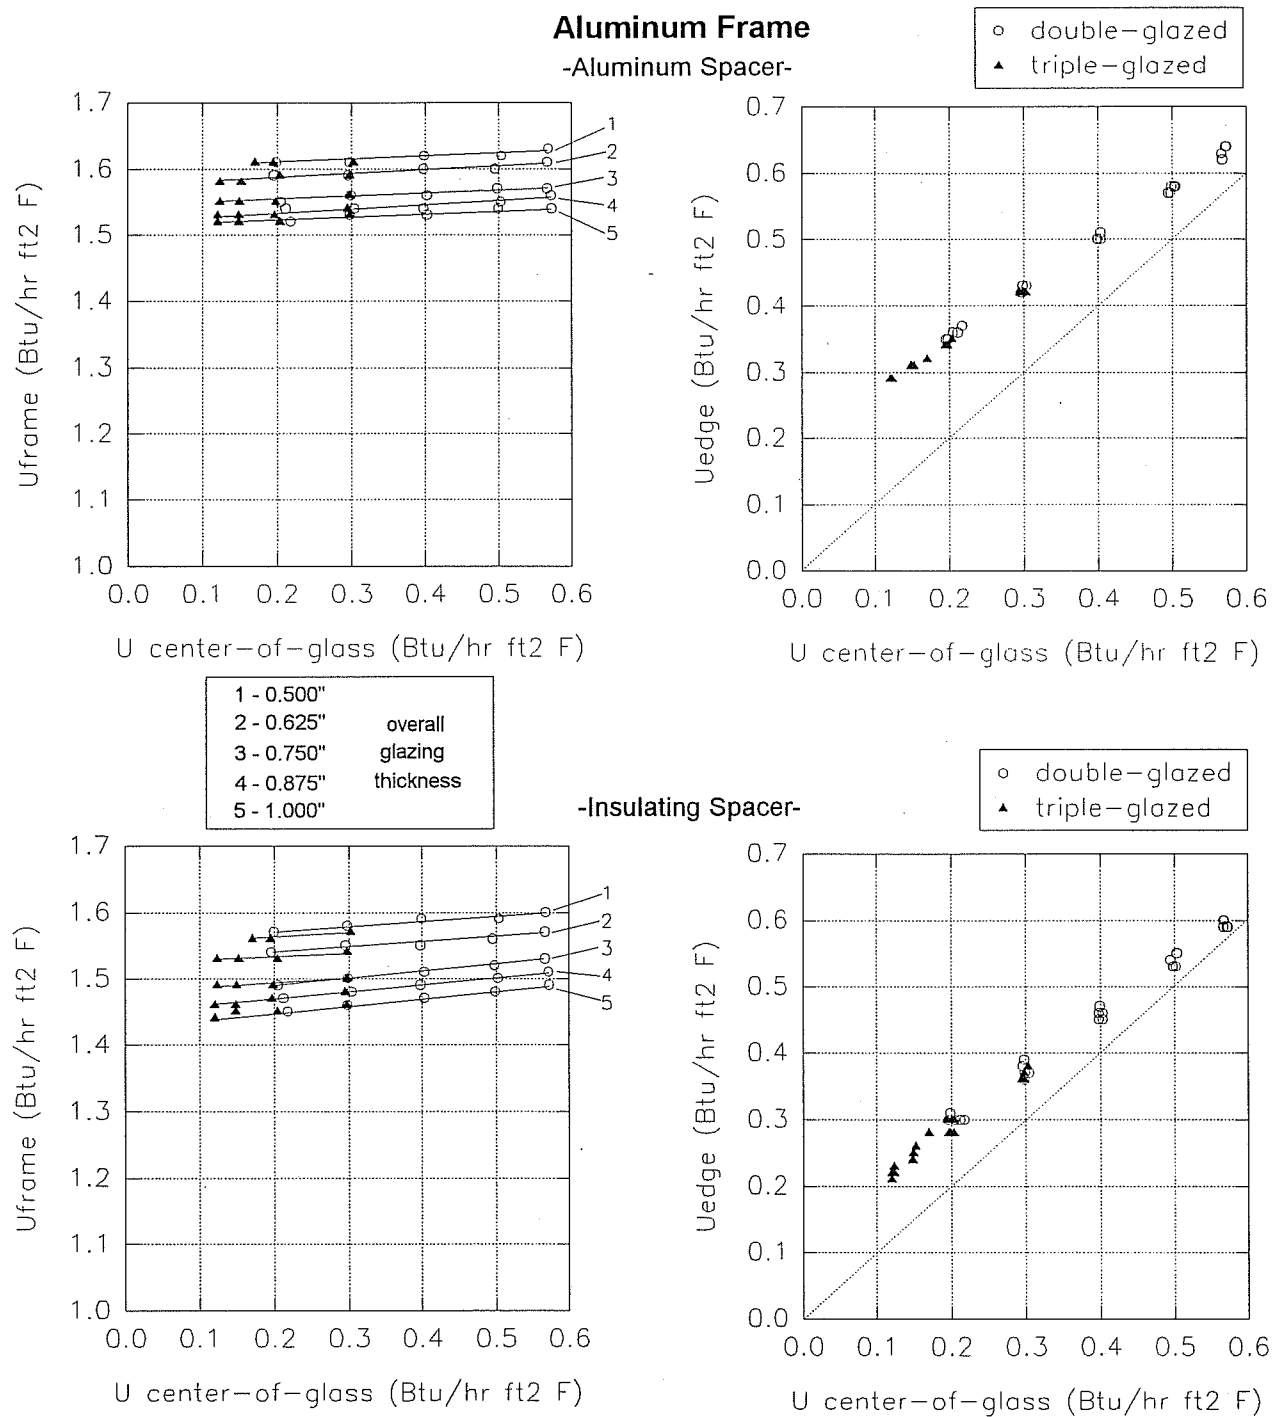 Aluminum Frame
-Aluminum Spacer-
double-glazed
triple-glazed
1.7
1.6
1.5
1.4
1.3
1.2
1.1
1.0
Uframe (Btu/hr ft2 F)
0.0 0.1 0.2 0.3 0.4 0.5 0.6
U center-of-glass (Btu/hr ft2 F)
1
2
3
4
5
0.7
0.6
0.5
0.4
0.3
0.2
0.1
0.0
Uedge (Btu/hr ft2 F)
0.0 0.1 0.2 0.3 0.4 0.5 0.6
U center-of-glass (Btu/hr ft2 F)
1 - 0.500"
2 - 0.625" overall
3 - 0.750" glazing
4 - 0.875" thickness
5 - 1.000"
-Insulating Spacer-
double-glazed
triple-glazed
1.7
1.6
1.5
1.4
1.3
1.2
1.1
1.0
Uframe (Btu/hr ft2 F)
0.0 0.1 0.2 0.3 0.4 0.5 0.6
U center-of-glass (Btu/hr ft2 F)
1
2
3
4
5
0.7
0.6
0.5
0.4
0.3
0.2
0.1
0.0
Uedge (Btu/hr ft2 F)
0.0 0.1 0.2 0.3 0.4 0.5 0.6
U center-of-glass (Btu/hr ft2 F)